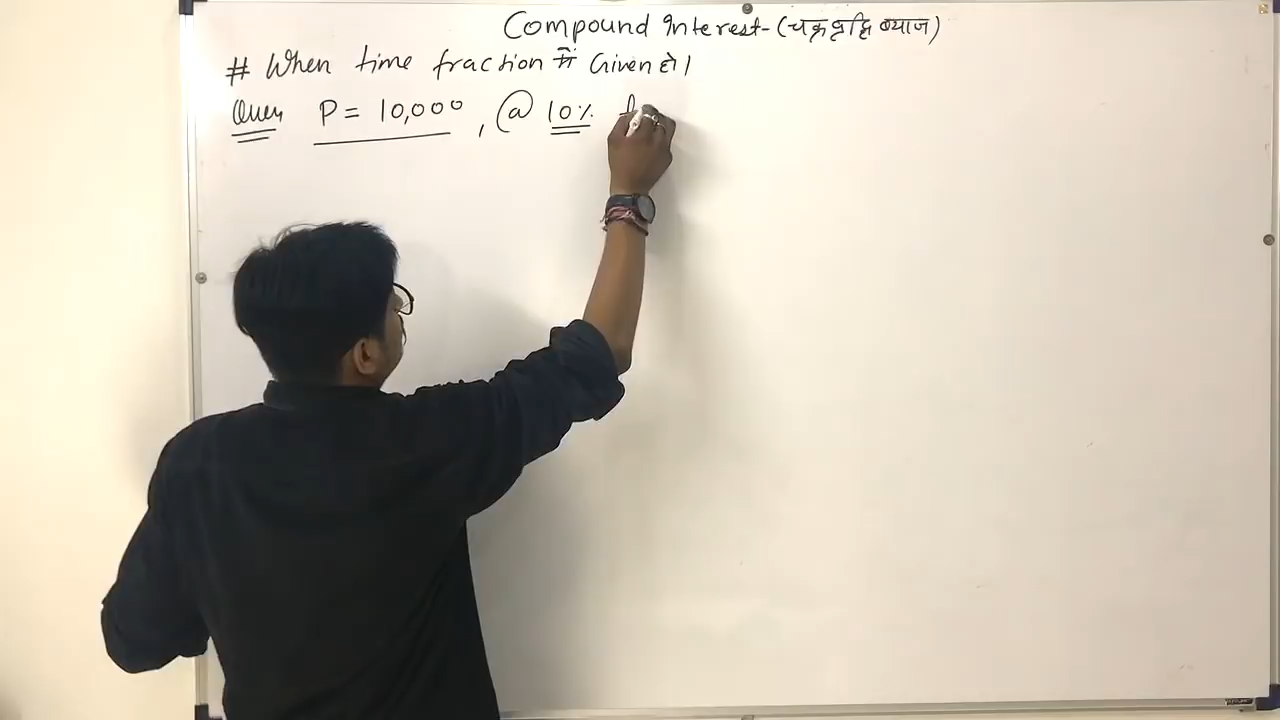 Compound Interest-(चक्रवृद्धि ब्याज)
# When time fraction में Given हो।
Ques P = 10,000, @ 10%